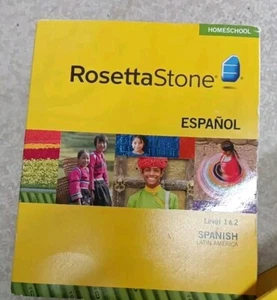 HOMESCHOOL
RosettaStone
ESPAÑOL
Level 1 & 2
SPANISH
LATIN AMERICA